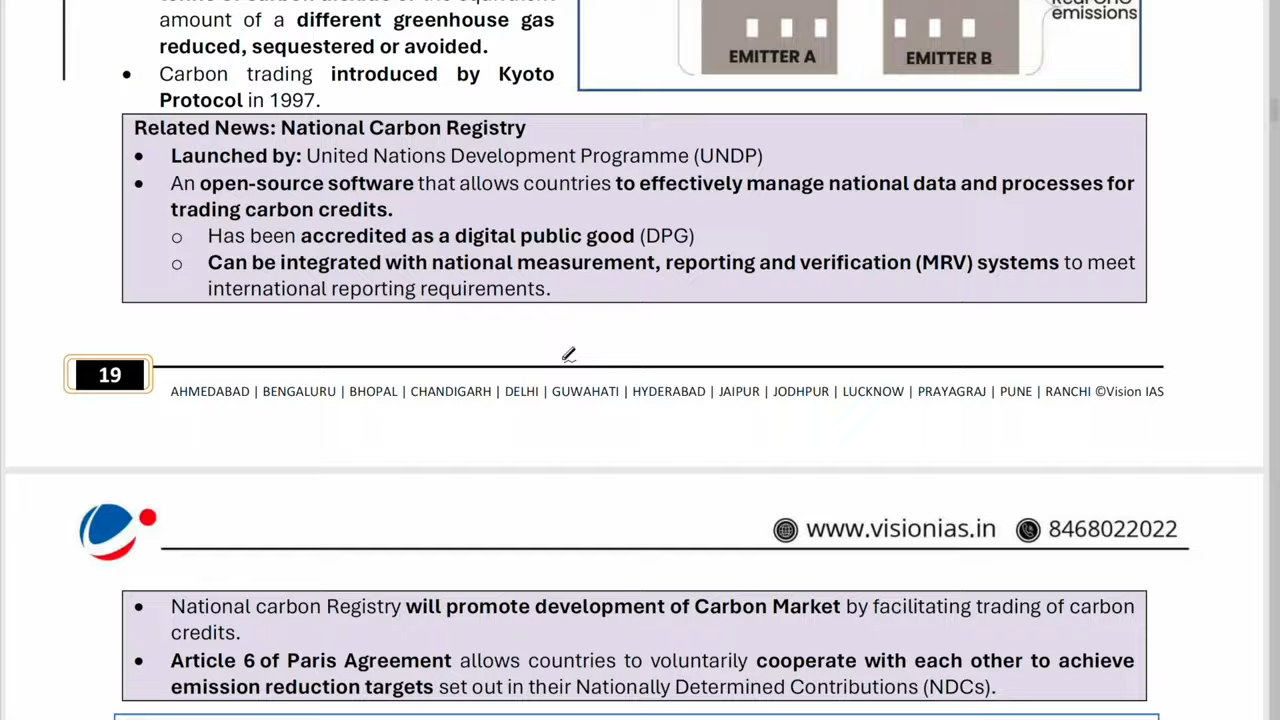 amount of a different greenhouse gas
reduced, sequestered or avoided.
• Carbon trading introduced by Kyoto
Protocol in 1997.
emissions
EMITTER A
EMITTER B
Related News: National Carbon Registry
• Launched by: United Nations Development Programme (UNDP)
• An open-source software that allows countries to effectively manage national data and processes for
trading carbon credits.
o Has been accredited as a digital public good (DPG)
o Can be integrated with national measurement, reporting and verification (MRV) systems to meet
international reporting requirements.
19
AHMEDABAD | BENGALURU | BHOPAL | CHANDIGARH | DELHI | GUWAHATI | HYDERABAD | JAIPUR | JODHPUR | LUCKNOW | PRAYAGRAJ | PUNE | RANCHI ©Vision IAS
www.visionias.in 8468022022
• National carbon Registry will promote development of Carbon Market by facilitating trading of carbon
credits.
• Article 6 of Paris Agreement allows countries to voluntarily cooperate with each other to achieve
emission reduction targets set out in their Nationally Determined Contributions (NDCs).